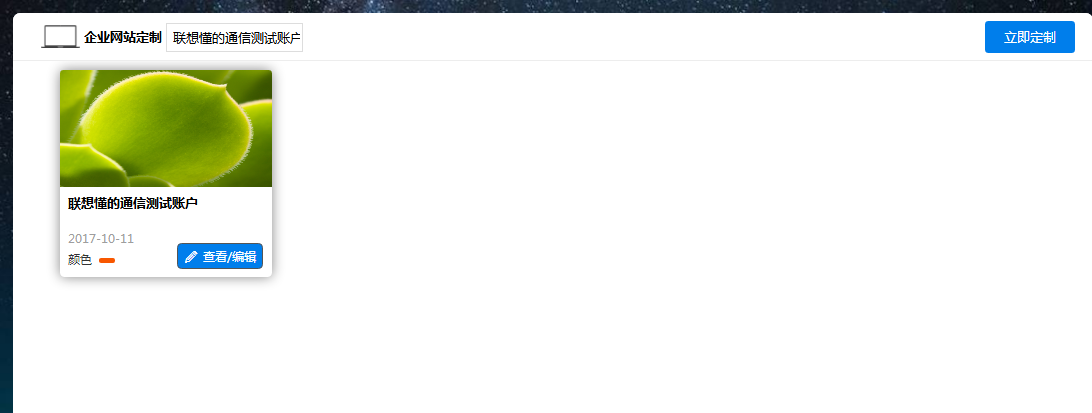 企业网站定制 联想懂的通信测试账户 立即定制
联想懂的通信测试账户
2017-10-11
颜色 查看/编辑